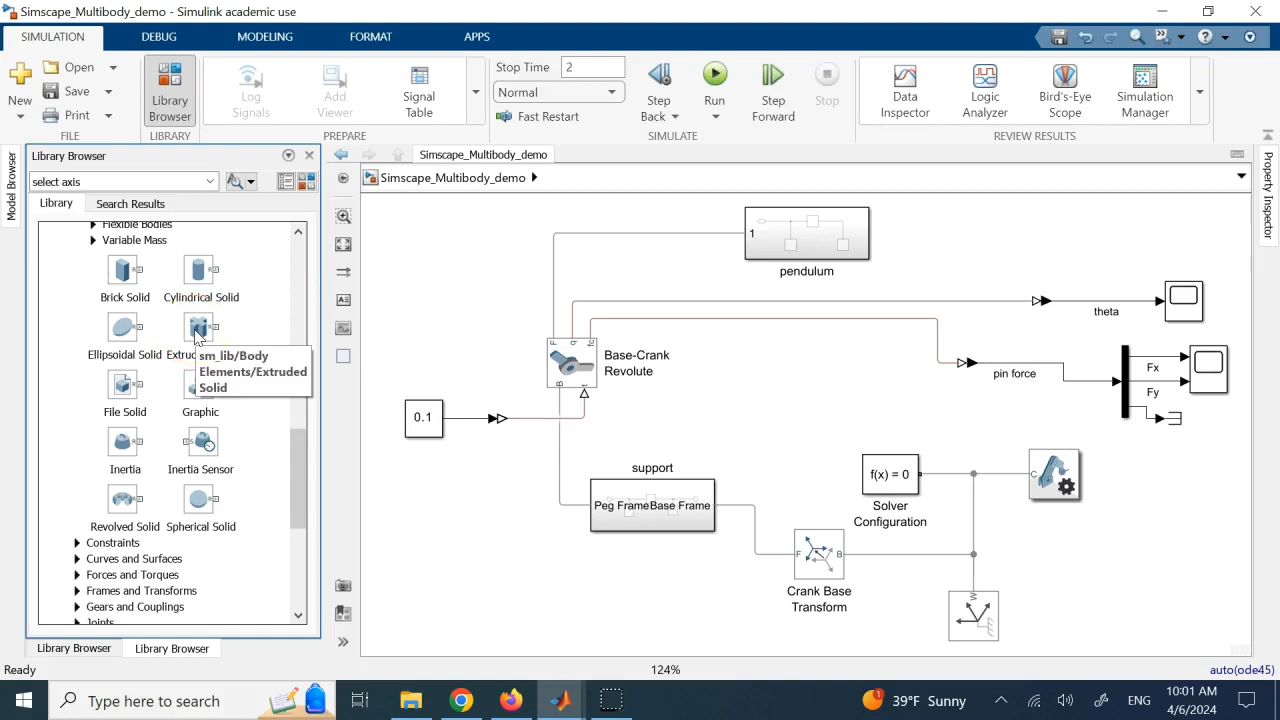 Simscape_Multibody_demo - Simulink academic use
SIMULATION
DEBUG
MODELING
FORMAT
APPS
New
Open
Save
Print
FILE
Library
Browser
LIBRARY
Log
Signals
Add
Viewer
Signal
Table
PREPARE
Stop Time
2
Normal
Fast Restart
Step
Back
Run
Step
Forward
Stop
SIMULATE
Data
Inspector
Logic
Analyzer
Bird's-Eye
Scope
Simulation
Manager
REVIEW RESULTS
Model Browser
Library Browser
select axis
Library
Search Results
Flexible Bodies
Variable Mass
Brick Solid
Cylindrical Solid
Ellipsoidal Solid
Extruc
sm_lib/Body
Elements/Extruded
Solid
File Solid
Graphic
Inertia
Inertia Sensor
Revolved Solid
Spherical Solid
Constraints
Curves and Surfaces
Forces and Torques
Frames and Transforms
Gears and Couplings
Joints
Library Browser
Library Browser
Simscape_Multibody_demo
Simscape_Multibody_demo
Property Inspector
1
pendulum
theta
F
q
fc
B
t
Base-Crank
Revolute
pin force
Fx
Fy
0.1
support
Peg Frame
Base Frame
f(x) = 0
Solver
Configuration
C
F
B
Crank Base
Transform
W
Ready
124%
auto(ode45)
Type here to search
1
39°F Sunny
ENG
10:01 AM
4/6/2024